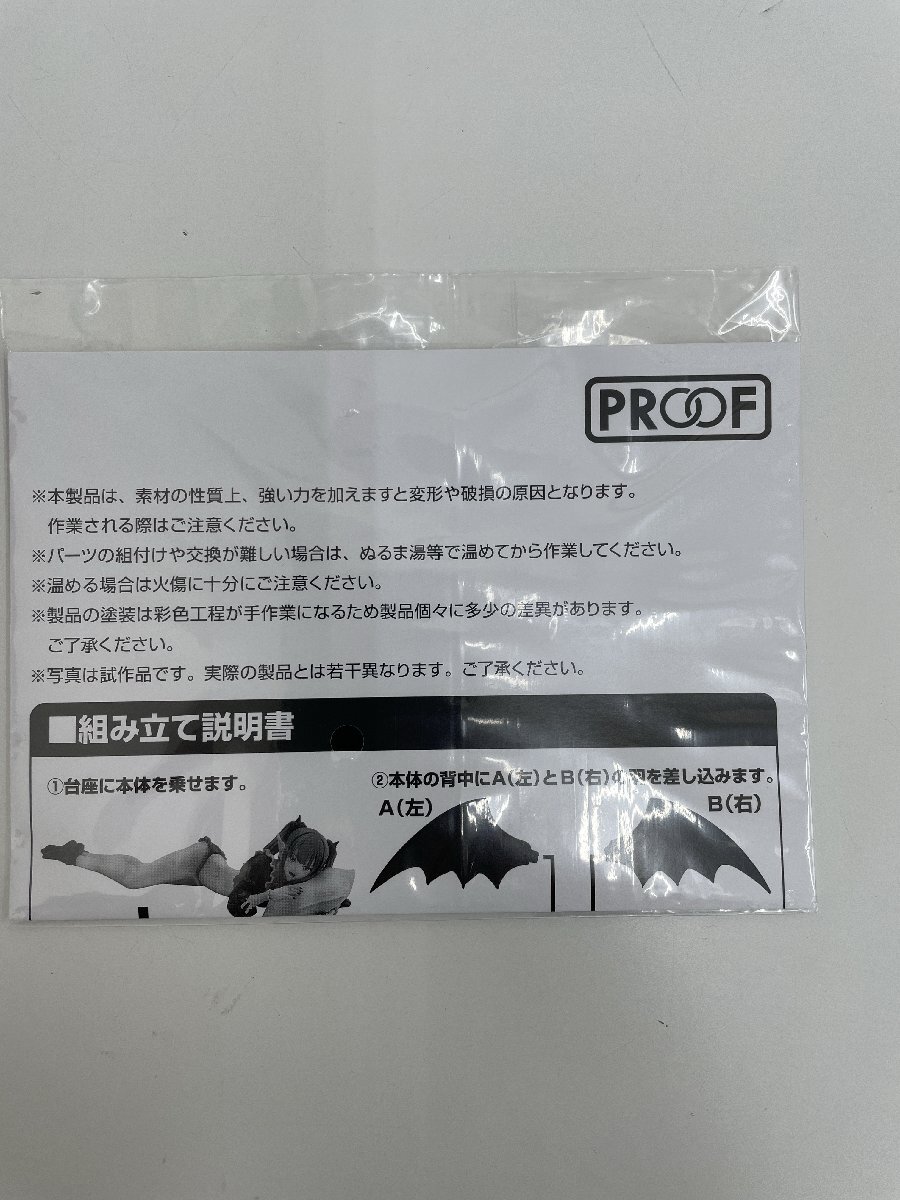 PROOF
※本製品は、素材の性質上、強い力を加えますと変形や破損の原因となります。
作業される際はご注意ください。
※パーツの組付けや交換が難しい場合は、ぬるま湯等で温めてから作業してください。
※温める場合は火傷に十分にご注意ください。
※製品の塗装は彩色工程が手作業になるため製品個々に多少の差異があります。
ご了承ください。
※写真は試作品です。実際の製品とは若干異なります。ご了承ください。
■組み立て説明書
①台座に本体を乗せます。
②本体の背中にA(左)とB(右)の羽を差し込みます。
A(左)
B(右)